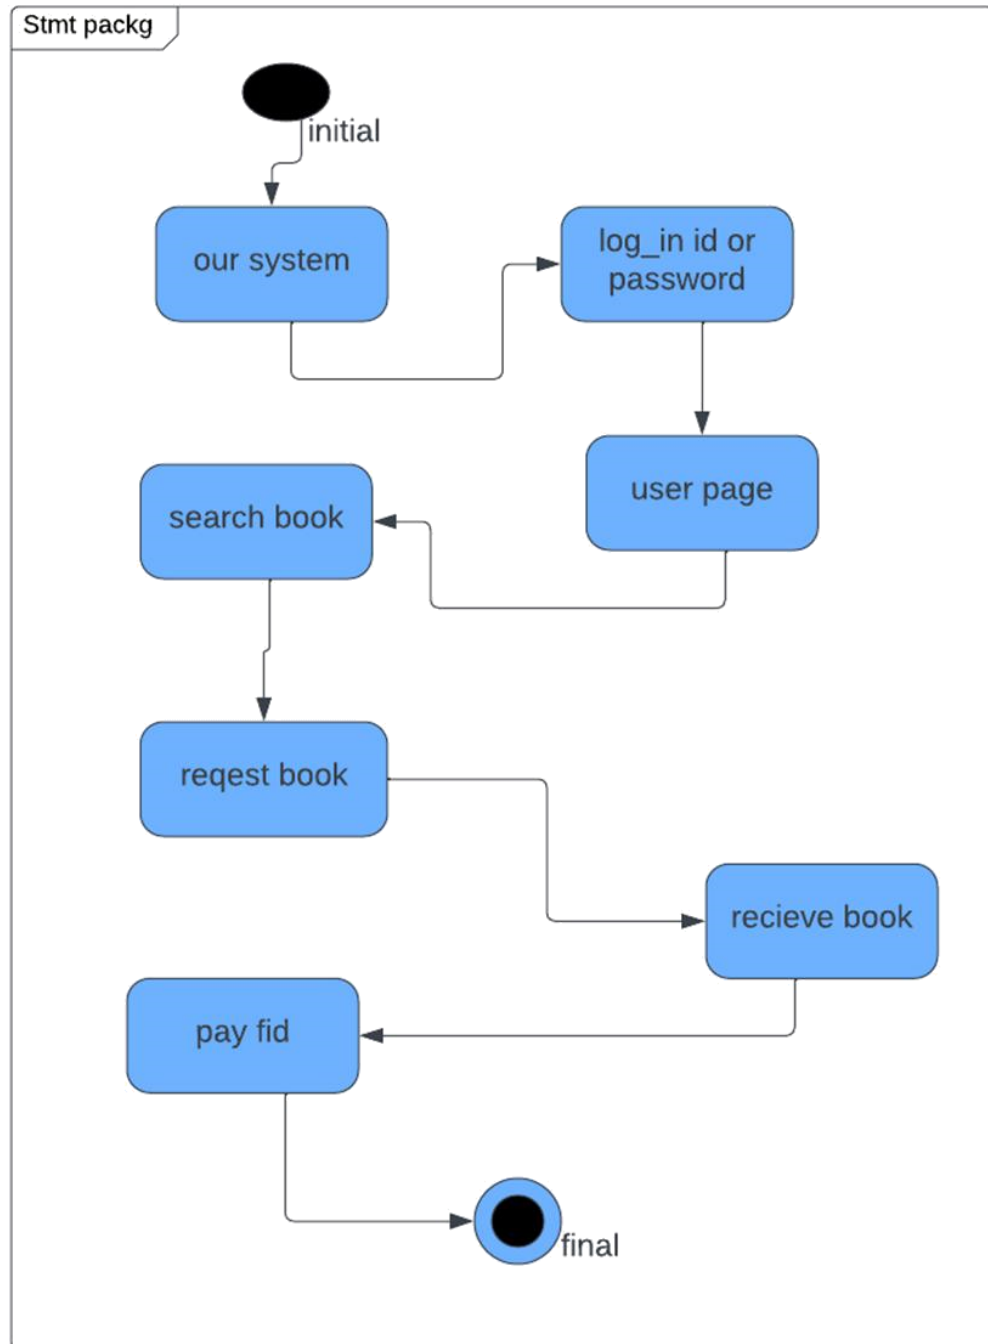 Stmt packg
initial
our system
log_in id or
password
user page
search book
reqest book
recieve book
pay fid
final